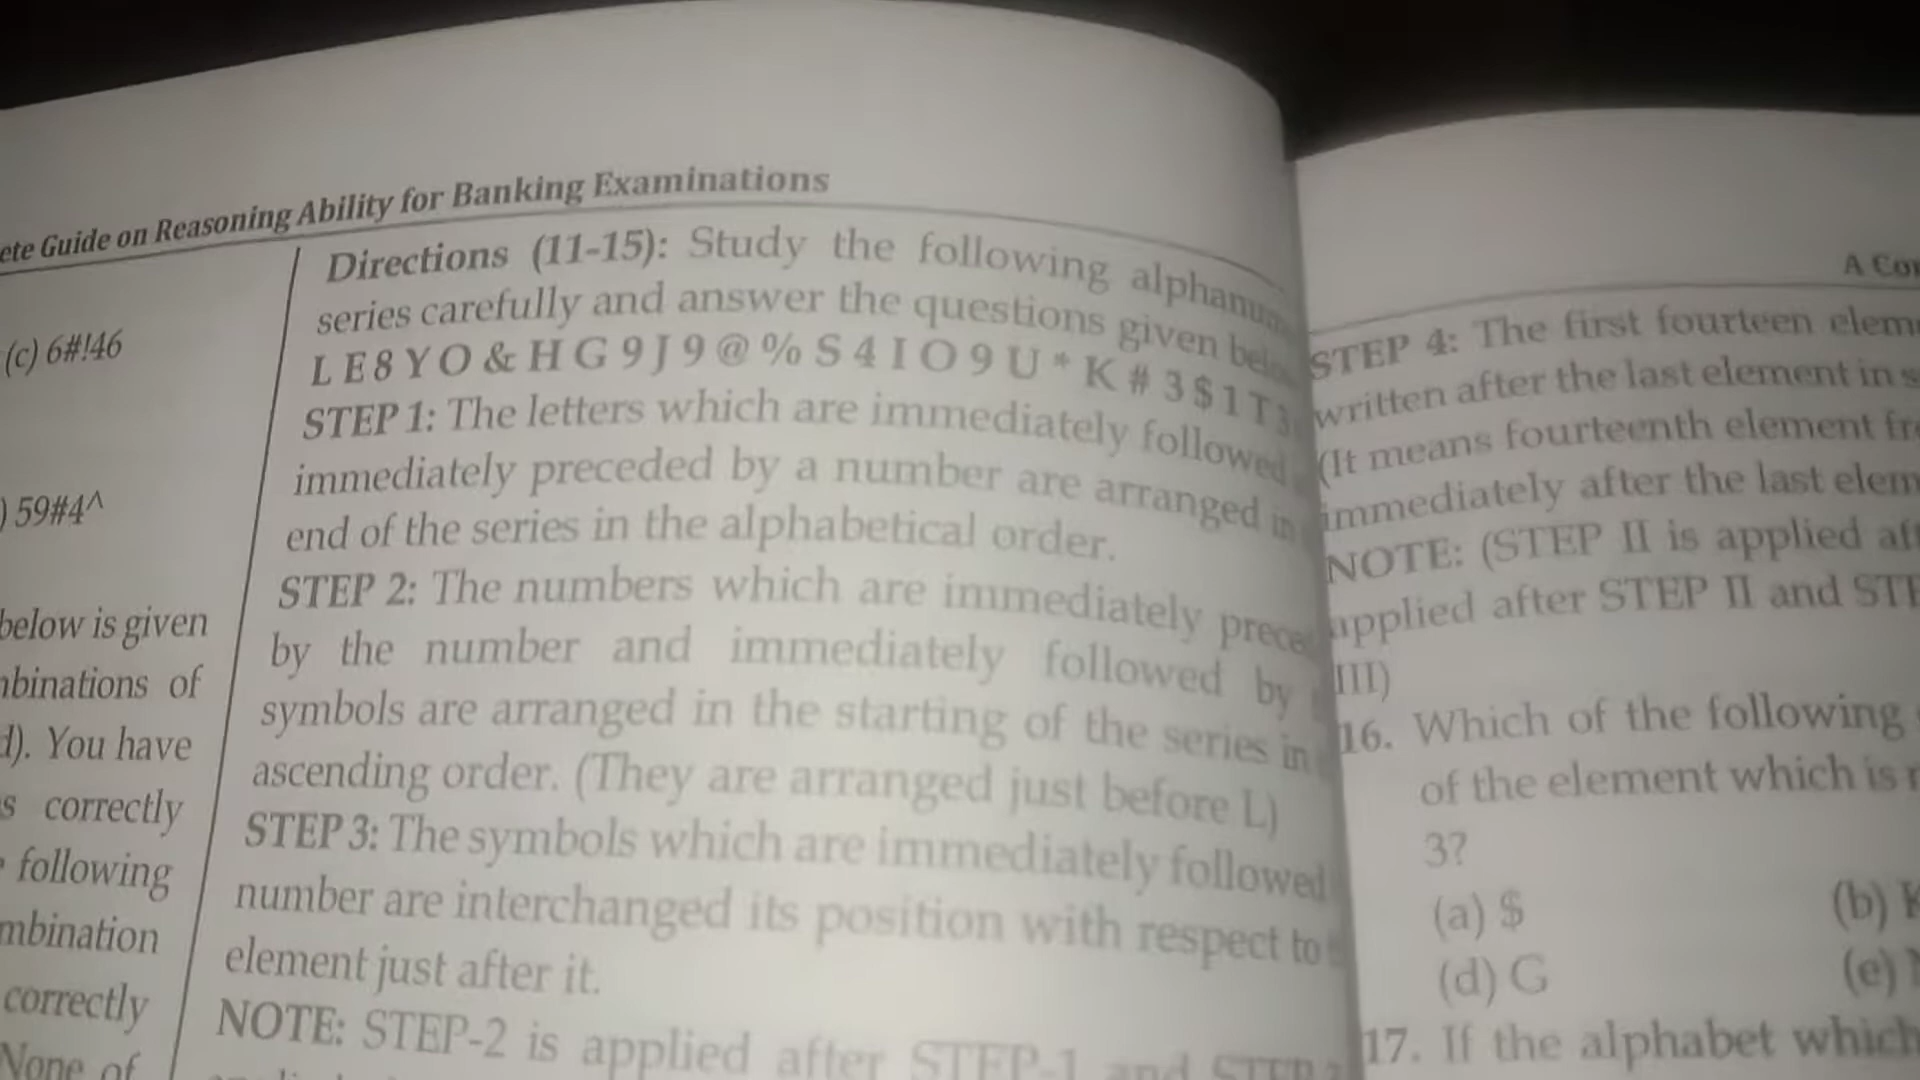 ete Guide on Reasoning Ability for Banking Examinations
(c) 6#!46
) 59#4^
below is given
binations of
d). You have
s correctly
following
mbination
correctly
None of
Directions (11-15): Study the following
series carefully and answer the questions given
L E 8 Y O & H G 9 J 9 @ % S 4 I O 9 U * K # 3 $ 1 T 3
STEP 1: The letters which are immediately followed
immediately preceded by a number are arranged in
end of the series in the alphabetical order.
STEP 2: The numbers which are immediately
by the number and immediately followed by
symbols are arranged in the starting of the series in
ascending order. (They are arranged just before L)
STEP 3: The symbols which are immediately followed
number are interchanged its position with respect to
element just after it.
NOTE: STEP-2 is applied after STEP-1 and
A Co
STEP 4: The first fourteen elem
written after the last element in s
(It means fourteenth element fr
immediately after the last elem
NOTE: (STEP II is applied aft
applied after STEP II and STE
III)
16. Which of the following
of the element which is
3?
(a) $
(b) K
(d) G
(e)
17. If the alphabet which